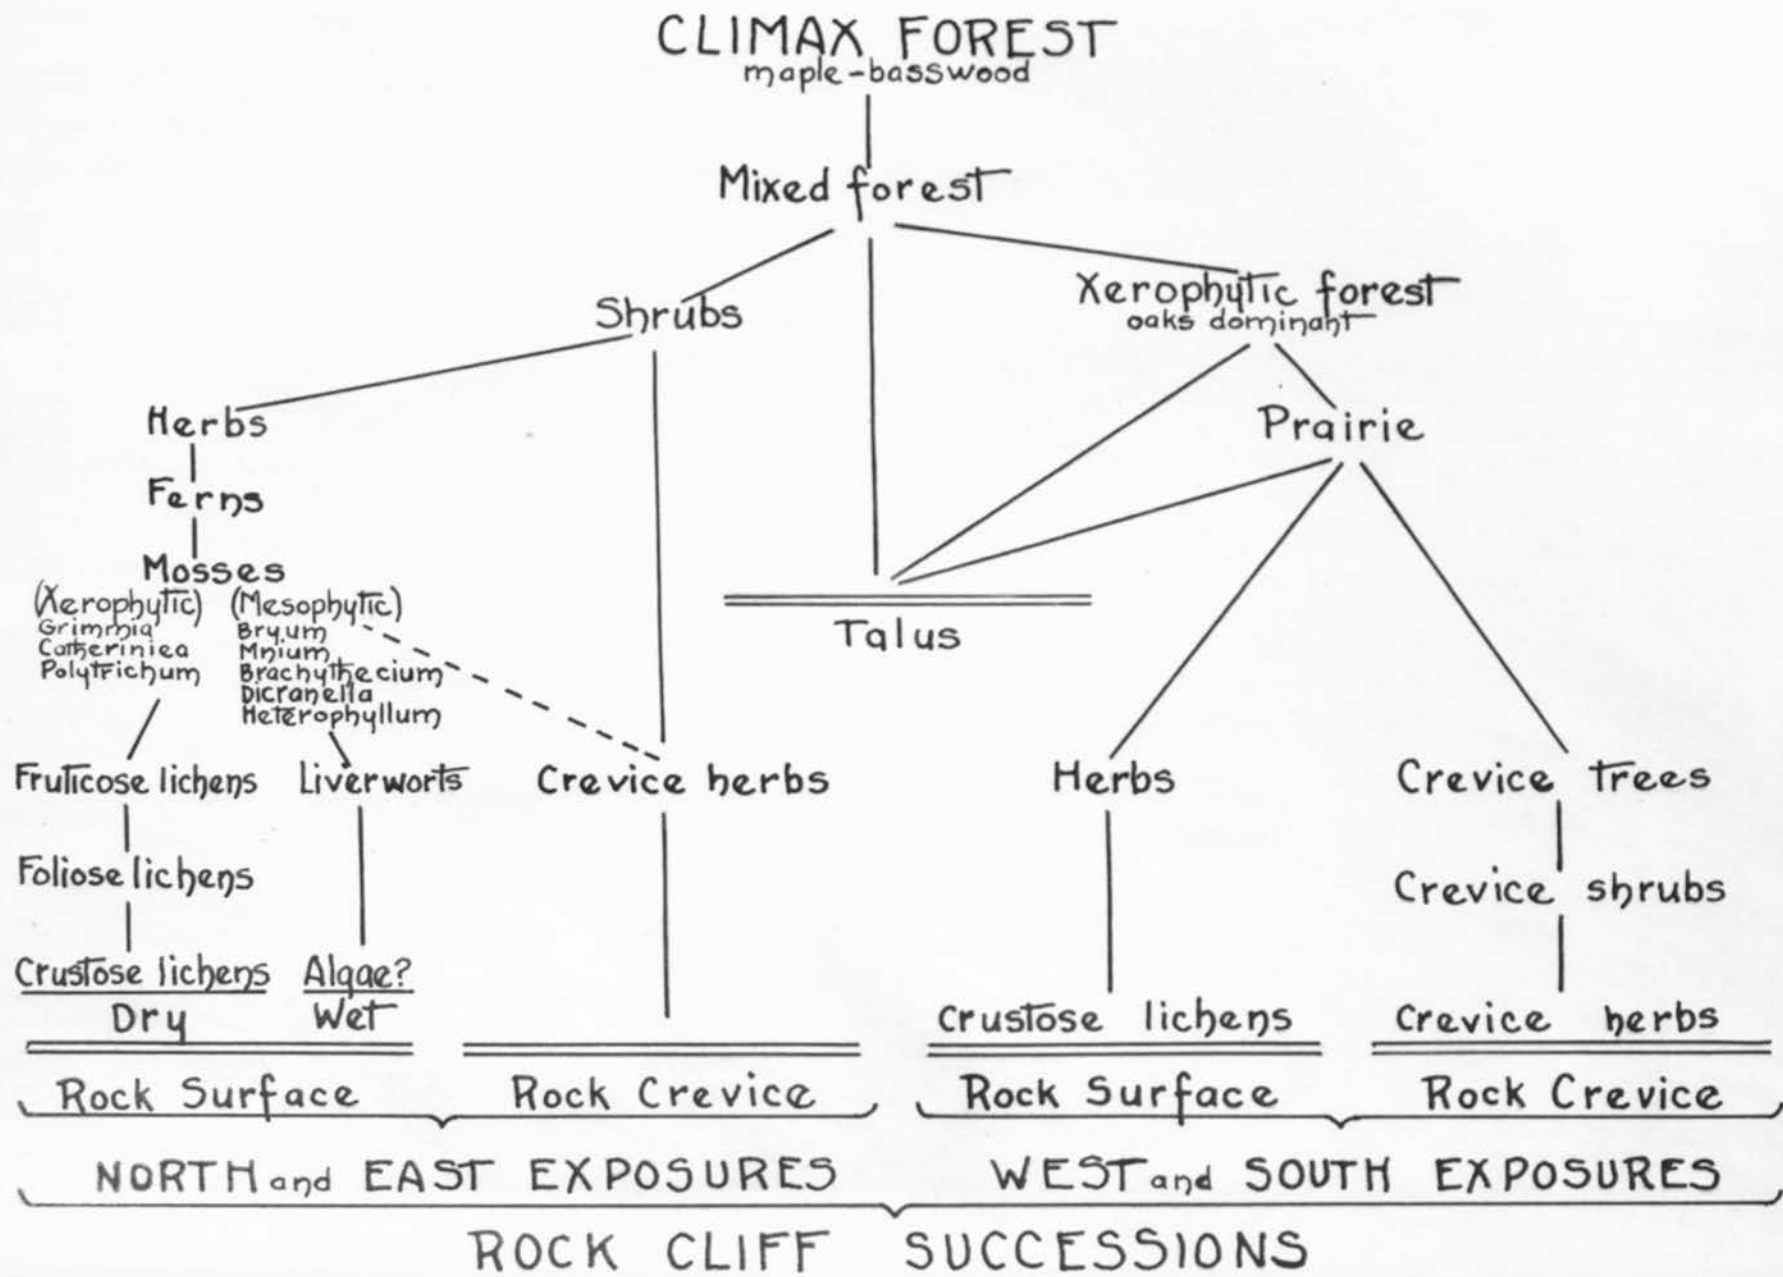 CLIMAX FOREST
maple-basswood
Mixed forest
Shrubs
Xerophytic forest
oaks dominant
Herbs
Prairie
Ferns
Mosses
(Xerophytic) (Mesophytic)
Grimmia
Catheriniea
Polytrichum
Bryum
Mnium
Brachythecium
Dicranella
Heterophyllum
Talus
Fruticose lichens
Liverworts
Crevice herbs
Herbs
Crevice trees
Foliose lichens
Crevice shrubs
Crustose lichens
Algae?
Dry
Wet
Crustose lichens
Crevice herbs
Rock Surface
Rock Crevice
Rock Surface
Rock Crevice
NORTH and EAST EXPOSURES
WEST and SOUTH EXPOSURES
ROCK CLIFF SUCCESSIONS